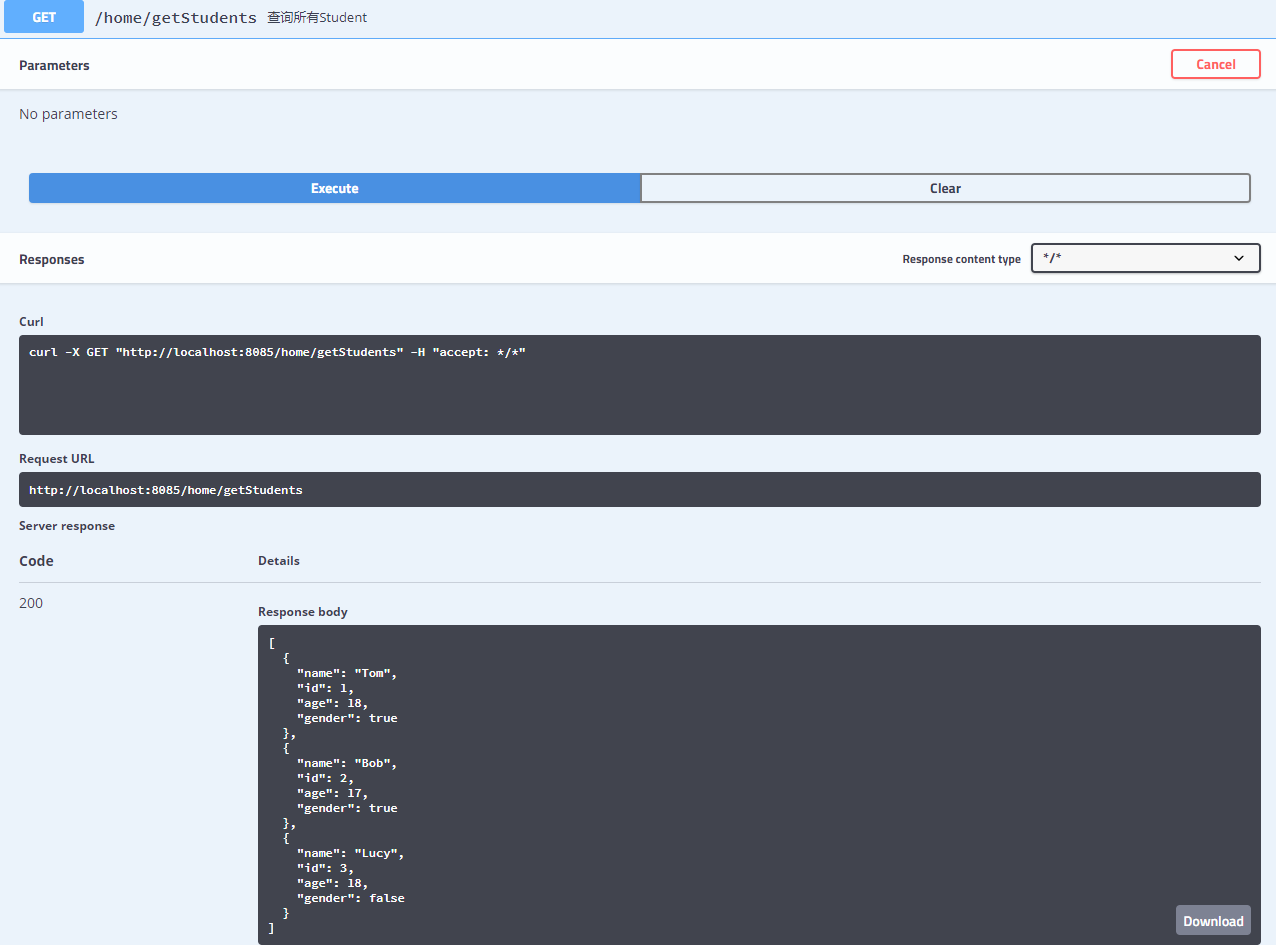 GET /home/getStudents 查询所有Student
Parameters Cancel
No parameters
Execute Clear
Responses Response content type */*
Curl
curl -X GET "http://localhost:8085/home/getStudents" -H "accept: */*"
Request URL
http://localhost:8085/home/getStudents
Server response
Code Details
200
Response body
[
  {
    "name": "Tom",
    "id": 1,
    "age": 18,
    "gender": true
  },
  {
    "name": "Bob",
    "id": 2,
    "age": 17,
    "gender": true
  },
  {
    "name": "Lucy",
    "id": 3,
    "age": 18,
    "gender": false
  }
]
Download